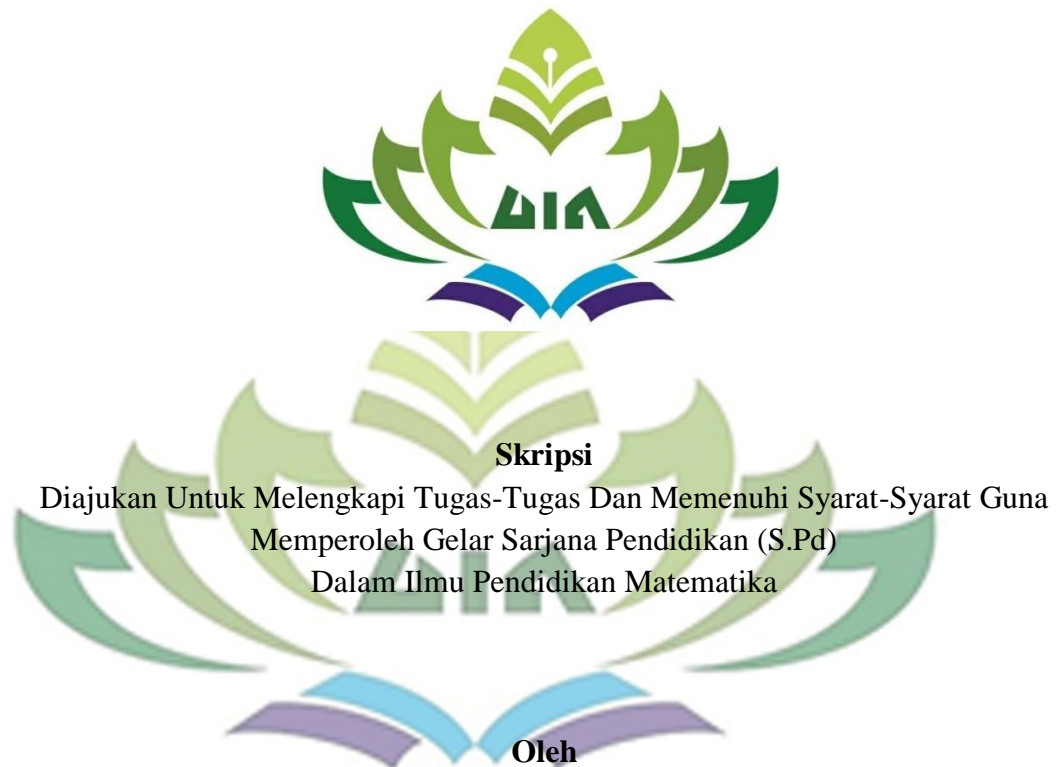 UIN
Skripsi
Diajukan Untuk Melengkapi Tugas-Tugas Dan Memenuhi Syarat-Syarat Guna
Memperoleh Gelar Sarjana Pendidikan (S.Pd)
Dalam Ilmu Pendidikan Matematika
UIN
Oleh